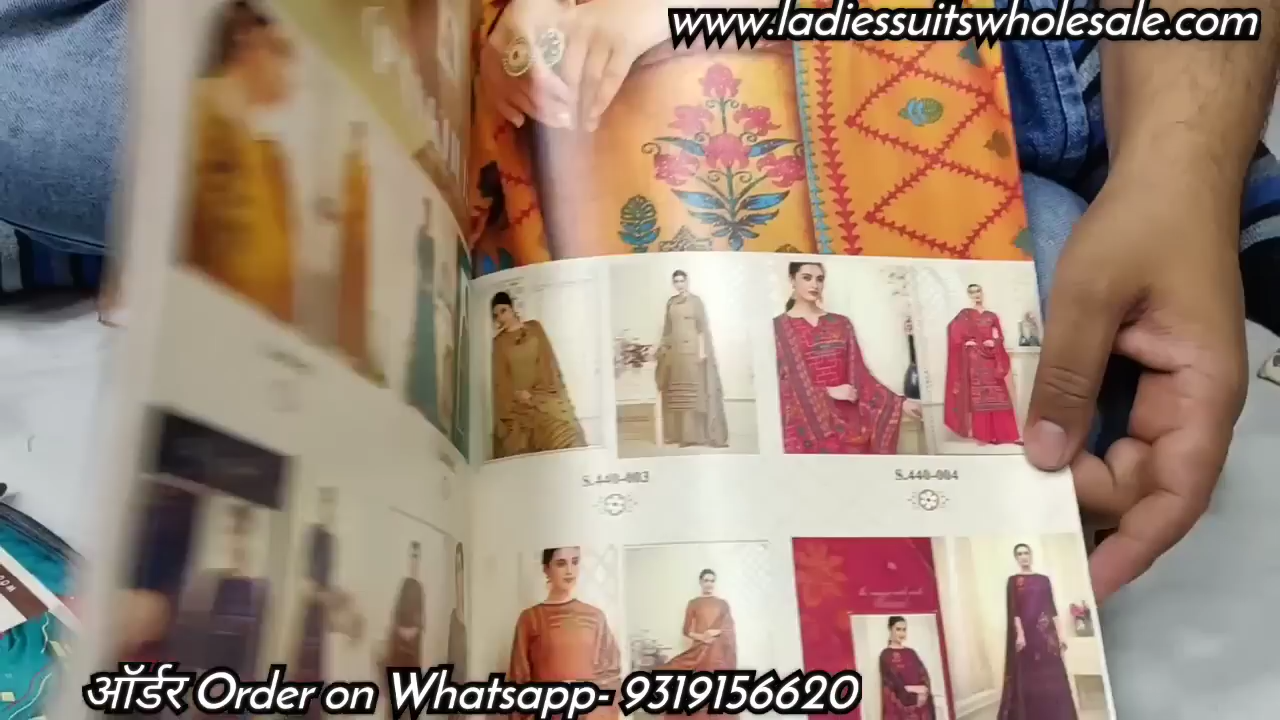 www.ladiessuitswholesale.com
S.440-003
S.440-004
ऑर्डर Order on Whatsapp- 9319156620